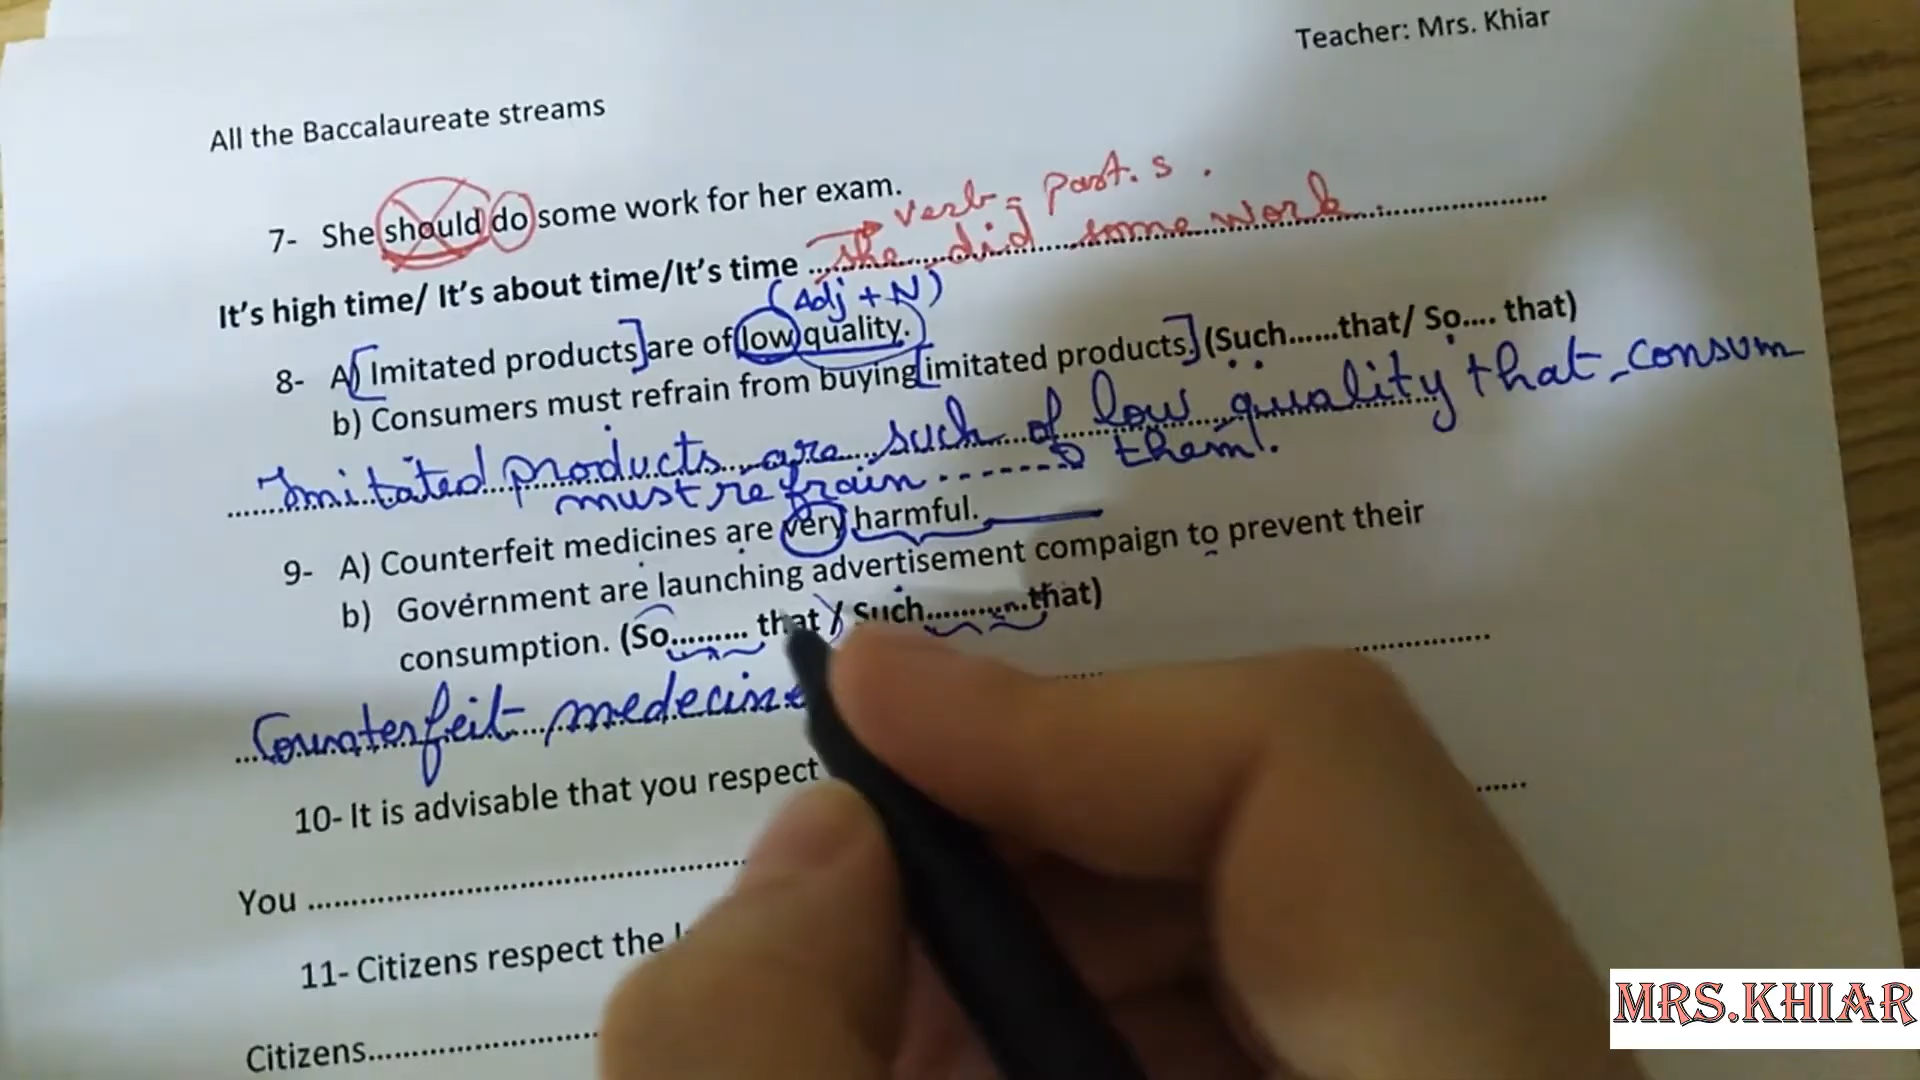 Teacher: Mrs. Khiar
All the Baccalaureate streams
7- She should do some work for her exam.
verb - past. s.
It's high time/ It's about time/It's time ..... she did some work .....
(Adj + N)
8- A) Imitated products are of low quality.
b) Consumers must refrain from buying imitated products. (Such......that/ So.... that)
Imitated products are such of low quality that consum
must refrain ------- them.
9- A) Counterfeit medicines are very harmful.
b) Government are launching advertisement compaign to prevent their
consumption. (So......... that / Such............that)
Counterfeit medecine
10- It is advisable that you respect
You ................................................
11- Citizens respect the
Citizens............................
MRS.KHIAR